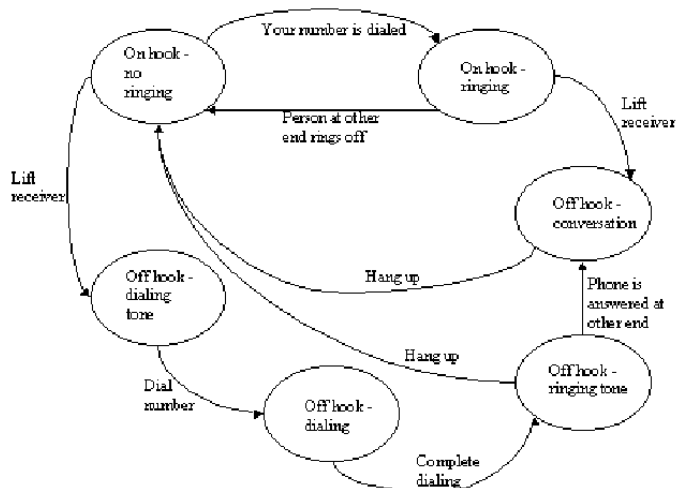 Your number is dialed
On hook -
no
ringing
On hook -
ringing
Person at other
end rings off
Lift
receiver
Lift
receiver
Off hook -
conversation
Off hook -
dialing
tone
Hang up
Phone is
answered at
other end
Hang up
Off hook -
ringing tone
Dial
number
Off hook -
dialing
Complete
dialing